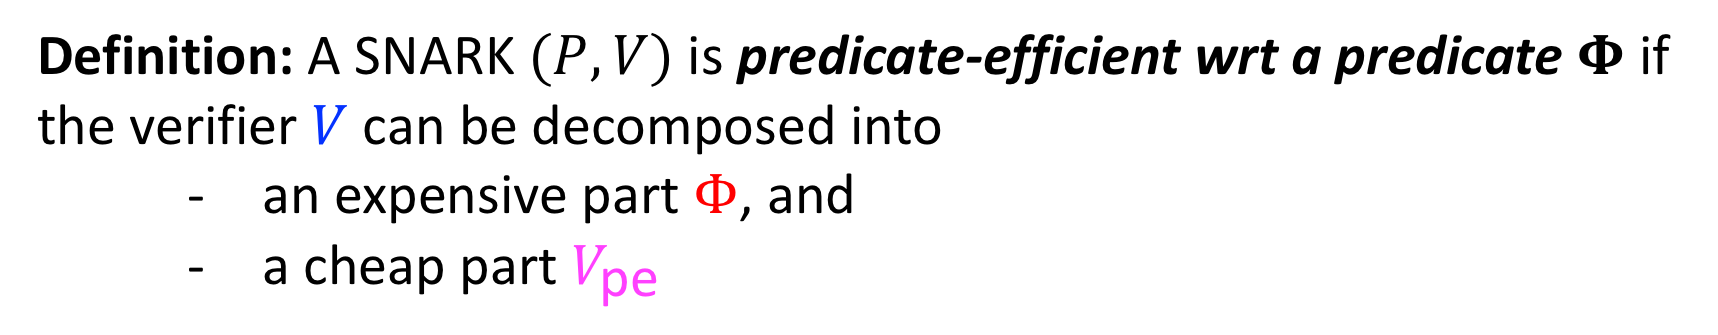 Definition: A SNARK (P, V) is predicate-efficient wrt a predicate Φ if
the verifier V can be decomposed into
- an expensive part Φ, and
- a cheap part Vpe